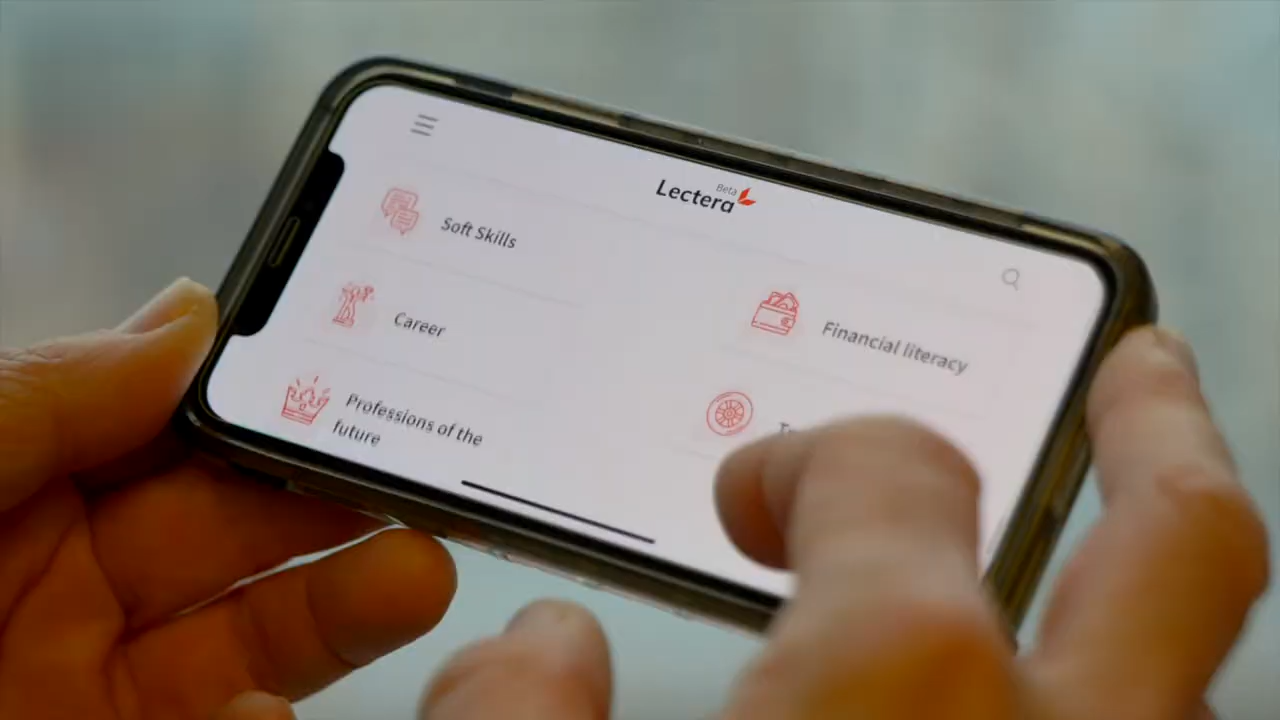 Beta
Lectera
Soft Skills
Career
Professions of the
future
Financial literacy